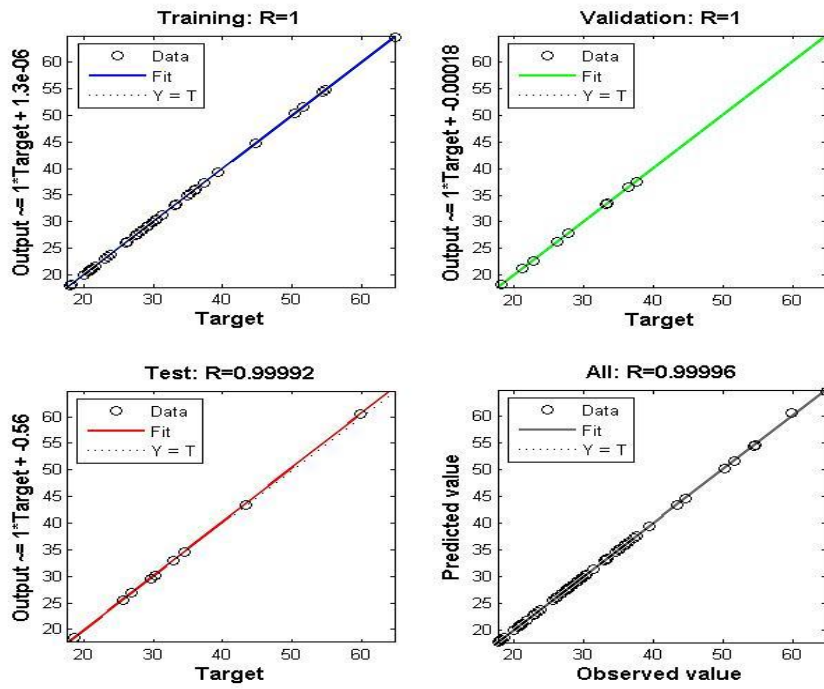 Training: R=1
Output ~= 1*Target + 1.3e-06
65
60
55
50
45
40
35
30
25
20
Data
Fit
Y = T
20 30 40 50 60
Target
Validation: R=1
Output ~= 1*Target + -0.00018
65
60
55
50
45
40
35
30
25
20
Data
Fit
Y = T
20 30 40 50 60
Target
Test: R=0.99992
Output ~= 1*Target + -0.56
65
60
55
50
45
40
35
30
25
20
Data
Fit
Y = T
20 30 40 50 60
Target
All: R=0.99996
Predicted value
65
60
55
50
45
40
35
30
25
20
Data
Fit
Y = T
20 30 40 50 60
Observed value